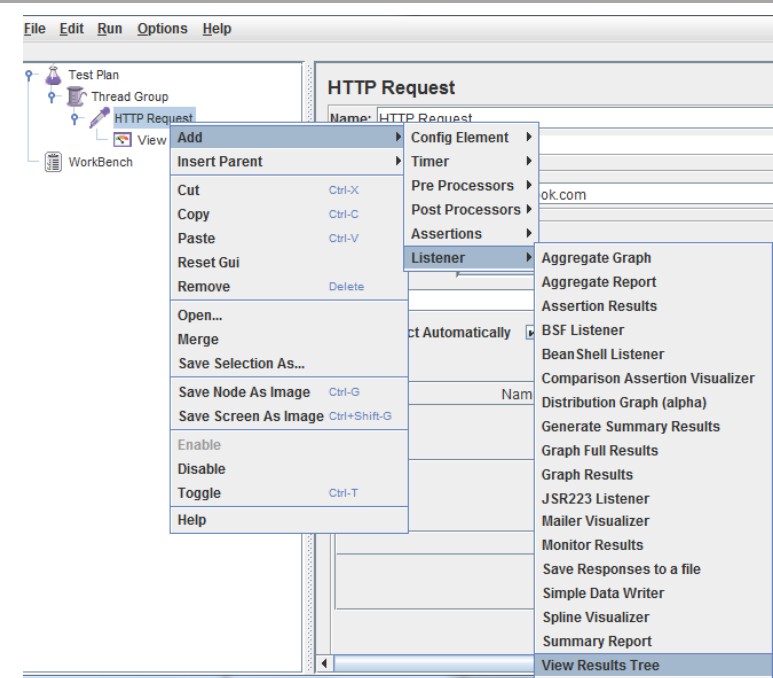 File Edit Run Options Help
Test Plan
Thread Group
HTTP Request
View
WorkBench
HTTP Request
Name: HTTP Request
ok.com
ct Automatically
Nam
Add
Insert Parent
Cut Ctrl-X
Copy Ctrl-C
Paste Ctrl-V
Reset Gui
Remove Delete
Open...
Merge
Save Selection As...
Save Node As Image Ctrl-G
Save Screen As Image Ctrl+Shift-G
Enable
Disable
Toggle Ctrl-T
Help
Config Element
Timer
Pre Processors
Post Processors
Assertions
Listener
Aggregate Graph
Aggregate Report
Assertion Results
BSF Listener
BeanShell Listener
Comparison Assertion Visualizer
Distribution Graph (alpha)
Generate Summary Results
Graph Full Results
Graph Results
JSR223 Listener
Mailer Visualizer
Monitor Results
Save Responses to a file
Simple Data Writer
Spline Visualizer
Summary Report
View Results Tree